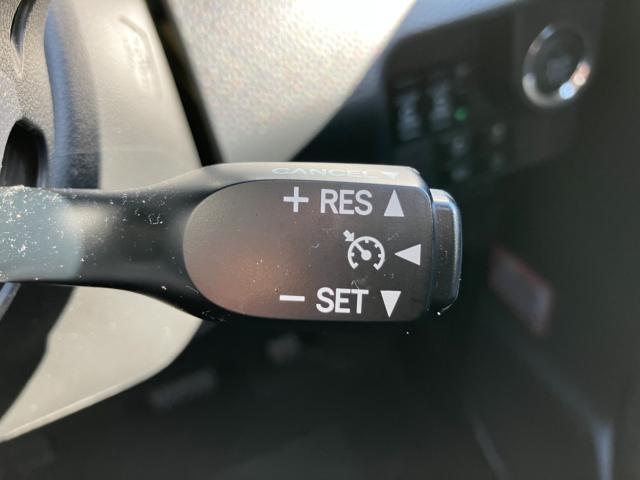 CANCEL ▼
+ RES ▲
◀
− SET ▼